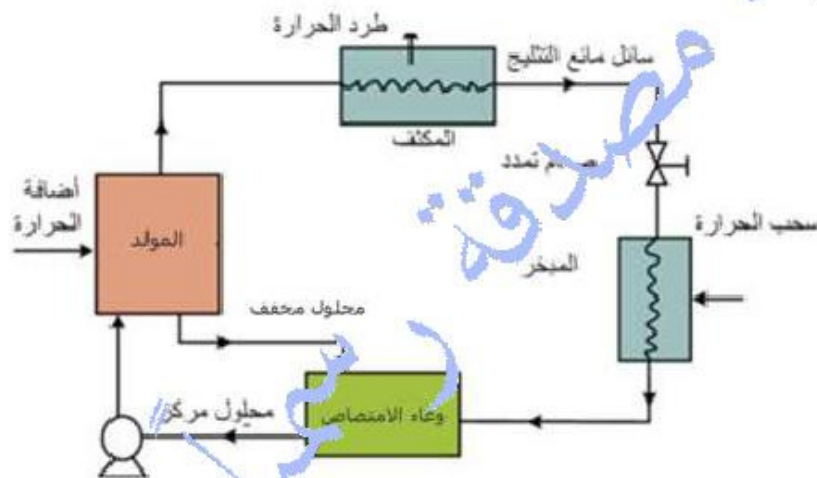 طرد الحرارة
سائل مائع التثليج
المكثف
تمدد
أضافة
الحرارة
المولد
سحب الحرارة
المبخر
محلول مخفف
وعاء الامتصاص
محلول مركز
مصدقة